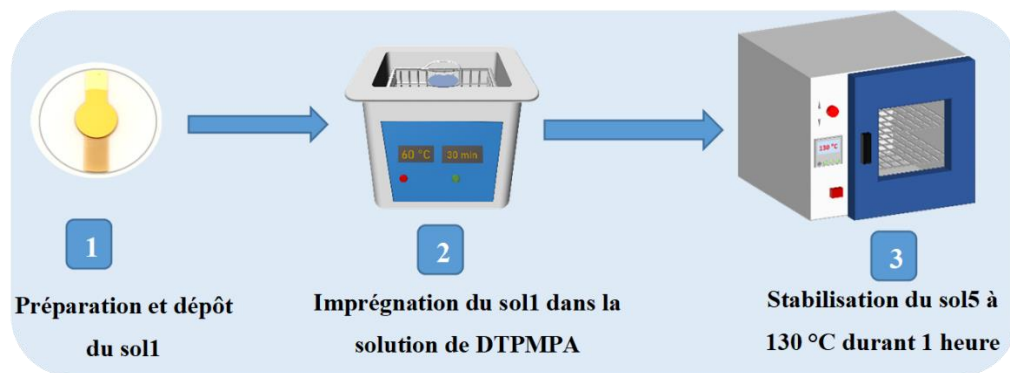 60 °C
30 min
130 °C
1
Préparation et dépôt
du sol1
2
Imprégnation du sol1 dans la
solution de DTPMPA
3
Stabilisation du sol5 à
130 °C durant 1 heure